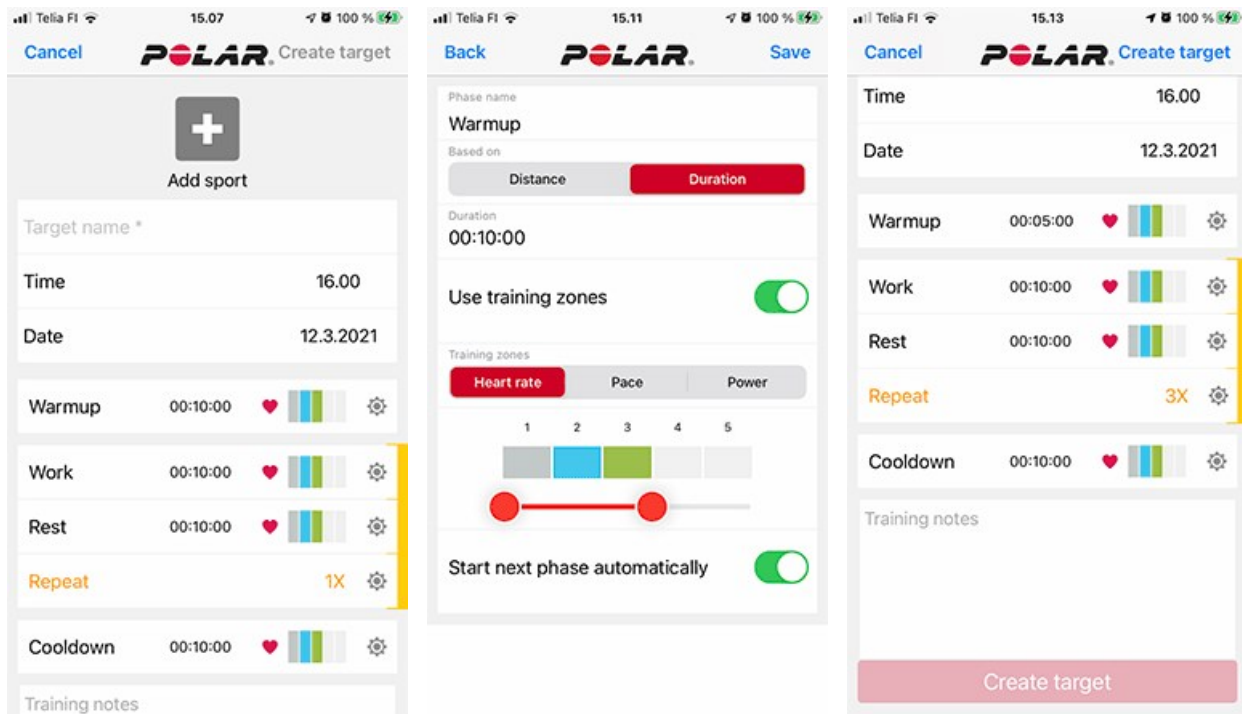 Telia FI 15.07 100 %
Cancel POLAR. Create target
Add sport
Target name *
Time 16.00
Date 12.3.2021
Warmup 00:10:00
Work 00:10:00
Rest 00:10:00
Repeat 1X
Cooldown 00:10:00
Training notes
Telia FI 15.11 100 %
Back POLAR. Save
Phase name
Warmup
Based on
Distance Duration
Duration
00:10:00
Use training zones
Training zones
Heart rate Pace Power
1 2 3 4 5
Start next phase automatically
Telia FI 15.13 100 %
Cancel POLAR. Create target
Time 16.00
Date 12.3.2021
Warmup 00:05:00
Work 00:10:00
Rest 00:10:00
Repeat 3X
Cooldown 00:10:00
Training notes
Create target